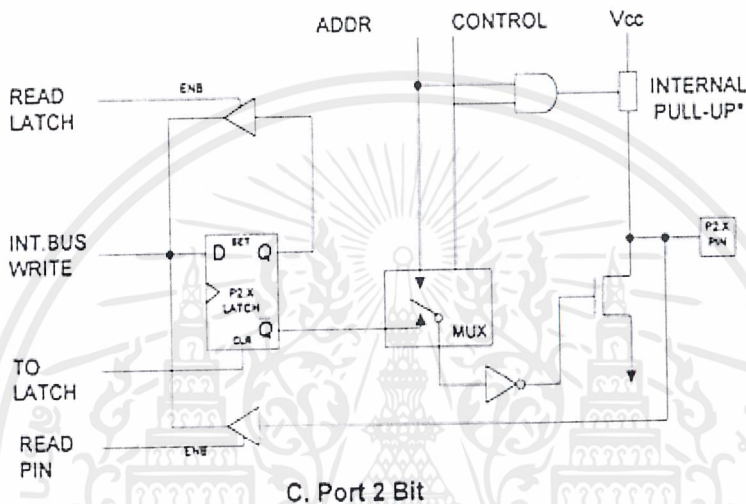 ADDR CONTROL Vcc
READ LATCH
ENB
INTERNAL PULL-UP*
INT.BUS WRITE
D SET Q
P2.X LATCH
CLR Q
MUX
P2.X PIN
TO LATCH
READ PIN
ENB
C. Port 2 Bit